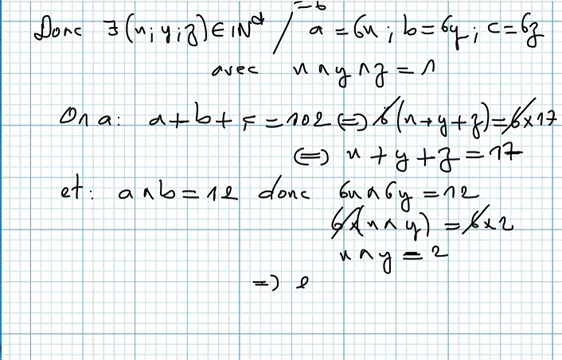 =6
Donc ∃(x;y;z)∈ℕ / a=6x; b=6y; c=6z
avec x∧y∧z=1
On a: a+b+c=102 ⇔ 6(x+y+z)=6×17
⇔ x+y+z=17
et: a∧b=12 donc 6x∧6y=12
6(x∧y)=6×2
x∧y=2
⇒